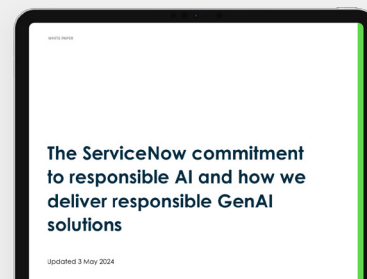 WHITE PAPER
The ServiceNow commitment
to responsible AI and how we
deliver responsible GenAI
solutions
Updated 3 May 2024